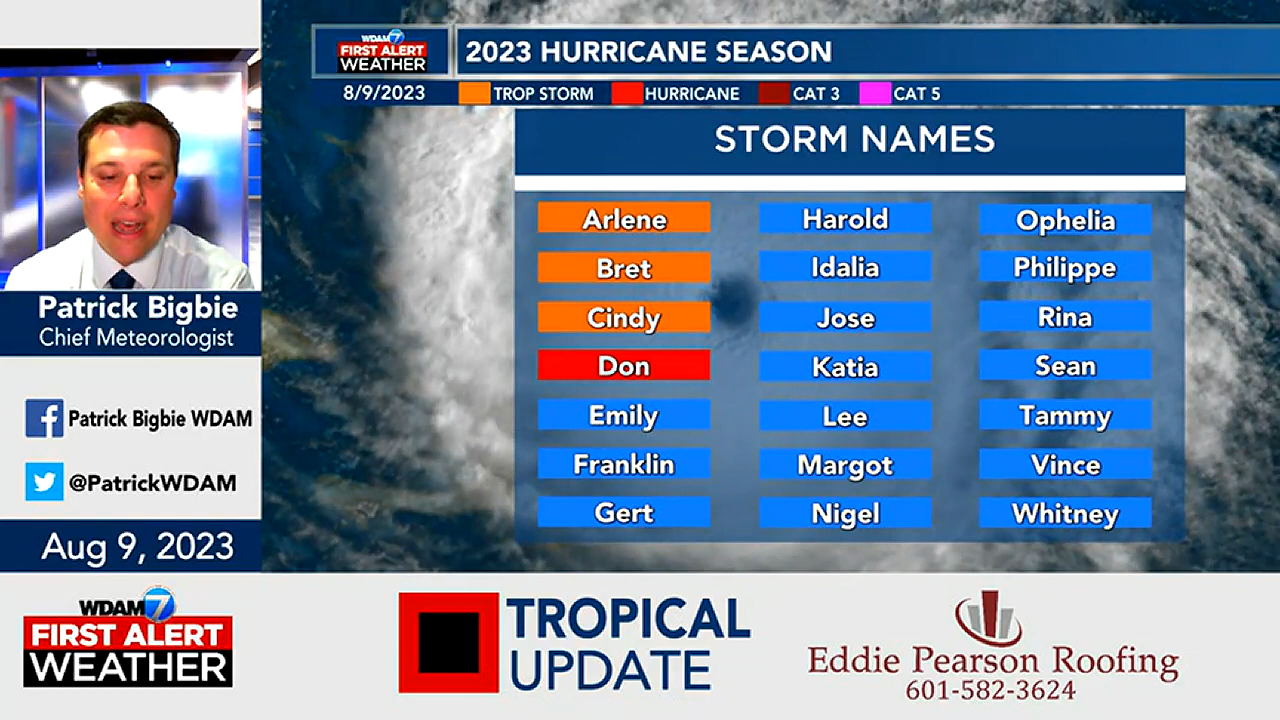 WDAM 7
FIRST ALERT
WEATHER
2023 HURRICANE SEASON
8/9/2023
TROP STORM
HURRICANE
CAT 3
CAT 5
STORM NAMES
Arlene
Bret
Cindy
Don
Emily
Franklin
Gert
Harold
Idalia
Jose
Katia
Lee
Margot
Nigel
Ophelia
Philippe
Rina
Sean
Tammy
Vince
Whitney
Patrick Bigbie
Chief Meteorologist
Patrick Bigbie WDAM
@PatrickWDAM
Aug 9, 2023
WDAM 7
FIRST ALERT
WEATHER
TROPICAL
UPDATE
Eddie Pearson Roofing
601-582-3624